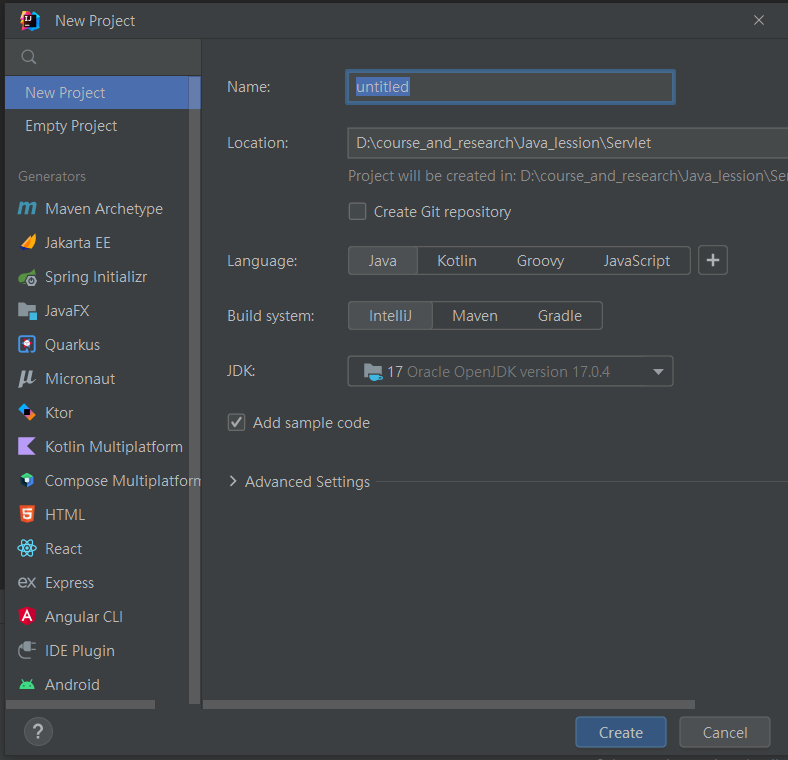 New Project
New Project
Empty Project
Generators
Maven Archetype
Jakarta EE
Spring Initializr
JavaFX
Quarkus
Micronaut
Ktor
Kotlin Multiplatform
Compose Multiplatform
HTML
React
Express
Angular CLI
IDE Plugin
Android
Name: untitled
Location: D:\course_and_research\Java_lession\Servlet
Project will be created in: D:\course_and_research\Java_lession\Se
Create Git repository
Language: Java Kotlin Groovy JavaScript +
Build system: IntelliJ Maven Gradle
JDK: 17 Oracle OpenJDK version 17.0.4
Add sample code
Advanced Settings
? Create Cancel